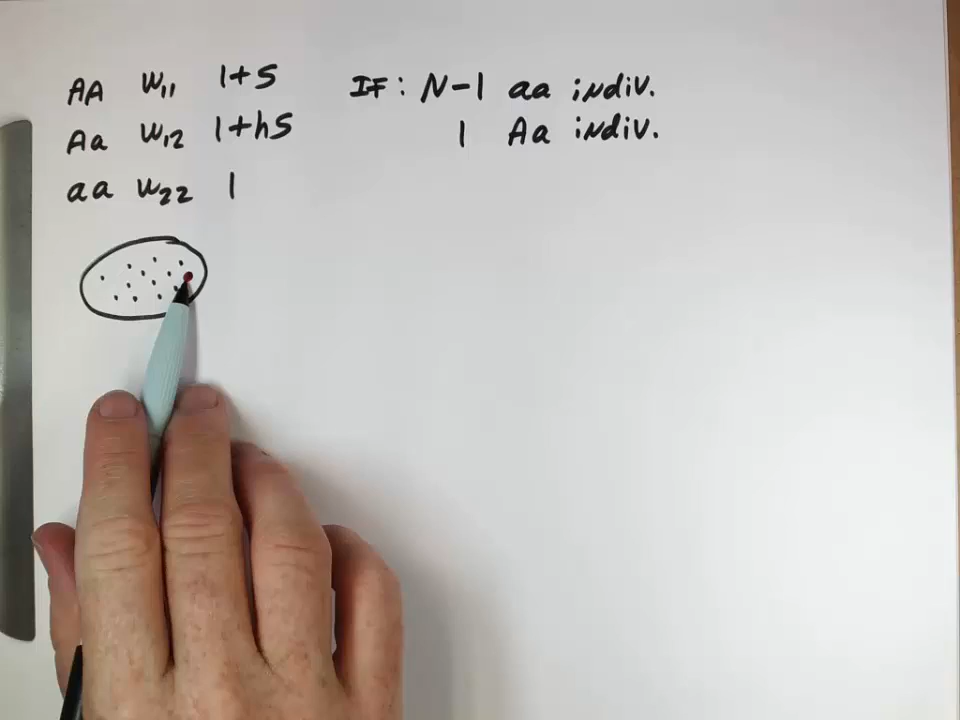 AA W₁₁ 1+S
Aa W₁₂ 1+hS
aa W₂₂ 1
IF: N-1 aa indiv.
1 Aa indiv.